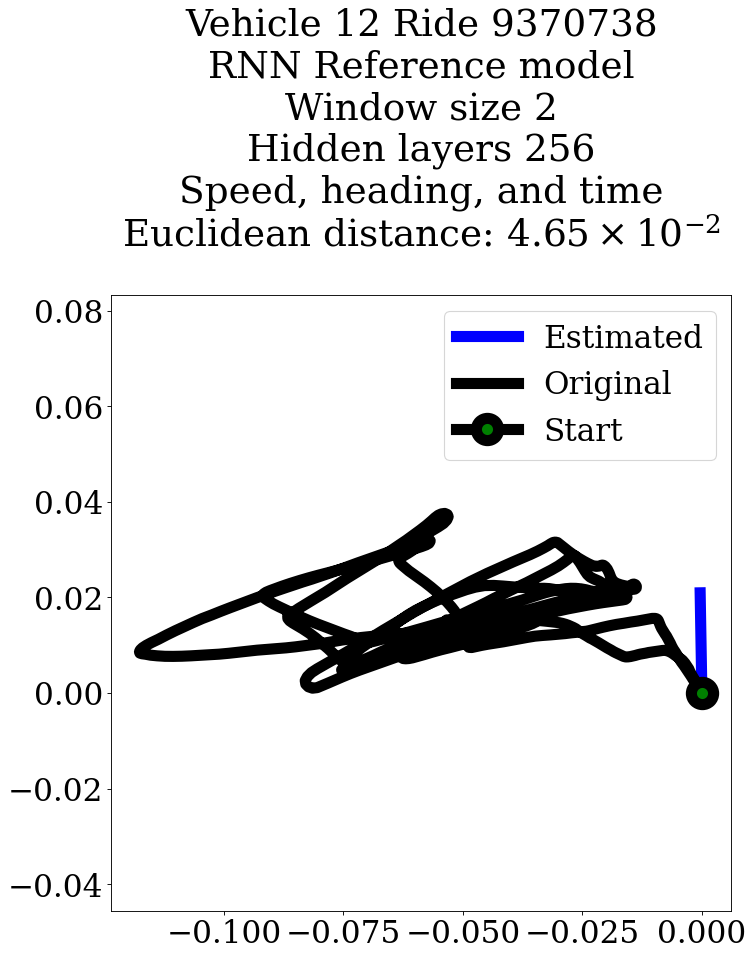 Vehicle 12 Ride 9370738
RNN Reference model
Window size 2
Hidden layers 256
Speed, heading, and time
Euclidean distance: 4.65 × 10⁻²
0.08
0.06
0.04
0.02
0.00
−0.02
−0.04
Estimated
Original
Start
−0.100 −0.075 −0.050 −0.025 0.000